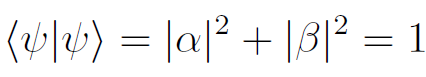 ⟨ψ|ψ⟩ = |α|² + |β|² = 1